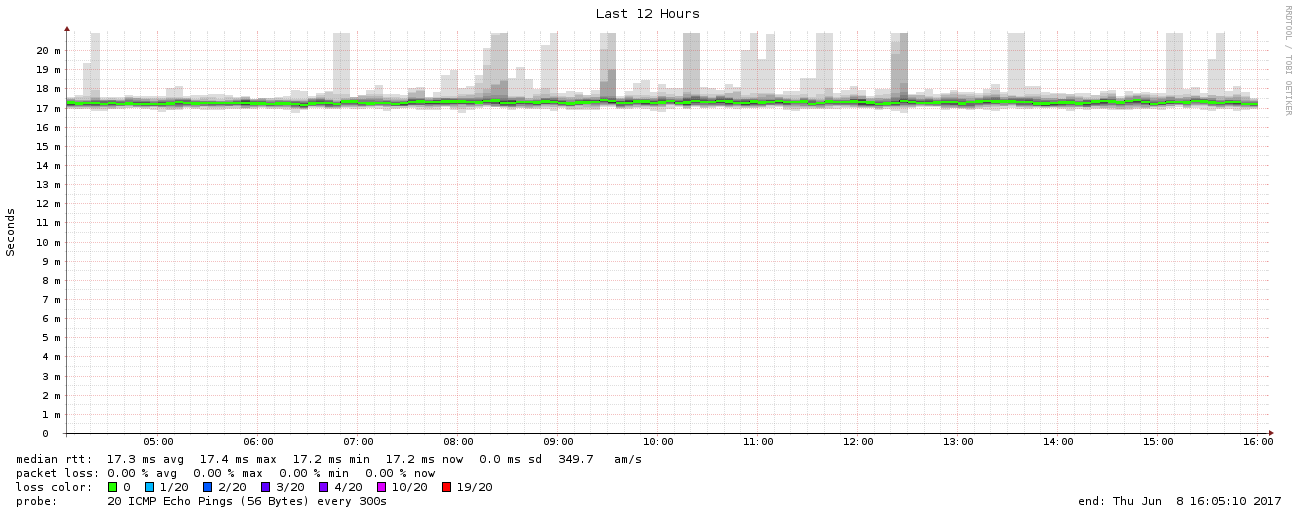 Last 12 Hours
RRDTOOL / TOBI OETIKER
Seconds
20 m
19 m
18 m
17 m
16 m
15 m
14 m
13 m
12 m
11 m
10 m
9 m
8 m
7 m
6 m
5 m
4 m
3 m
2 m
1 m
0
05:00 06:00 07:00 08:00 09:00 10:00 11:00 12:00 13:00 14:00 15:00 16:00
median rtt: 17.3 ms avg 17.4 ms max 17.2 ms min 17.2 ms now 0.0 ms sd 349.7 am/s
packet loss: 0.00 % avg 0.00 % max 0.00 % min 0.00 % now
loss color: 0 1/20 2/20 3/20 4/20 10/20 19/20
probe: 20 ICMP Echo Pings (56 Bytes) every 300s end: Thu Jun 8 16:05:10 2017